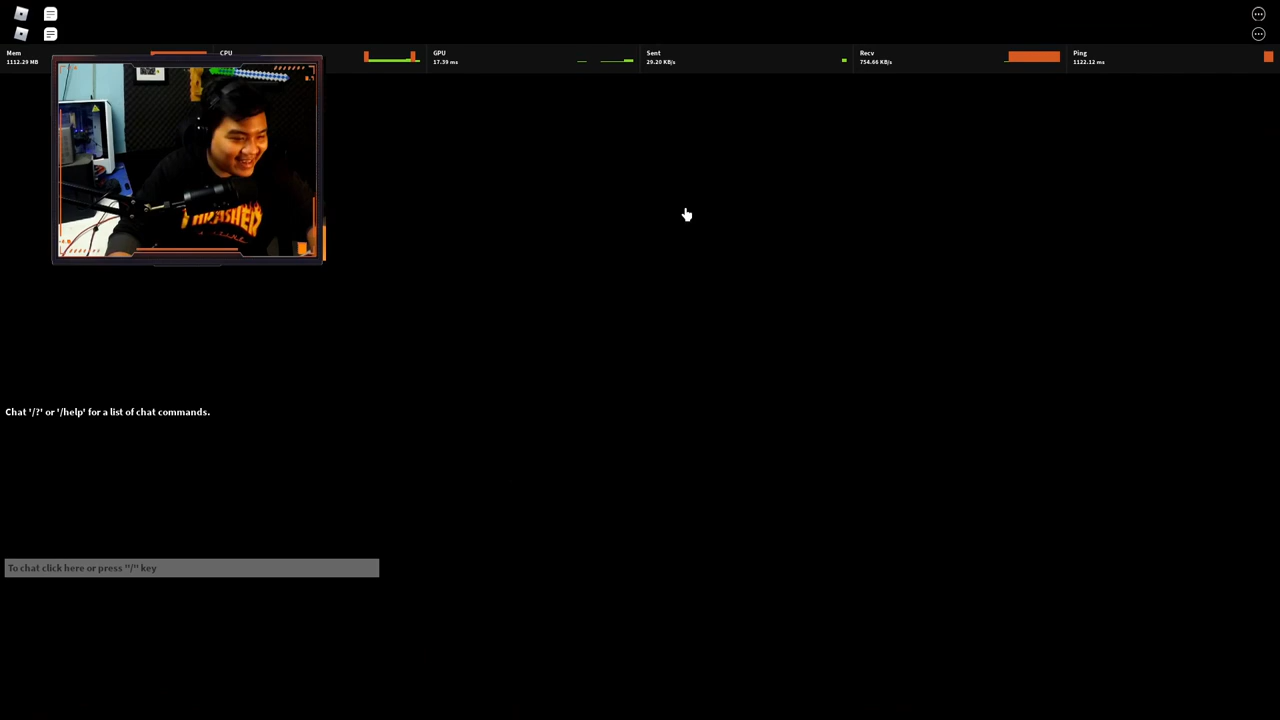 Mem
1112.29 MB
CPU
GPU
17.39 ms
Sent
29.20 KB/s
Recv
754.66 KB/s
Ping
1122.12 ms
THRASHER
Chat '/?' or '/help' for a list of chat commands.
To chat click here or press "/" key